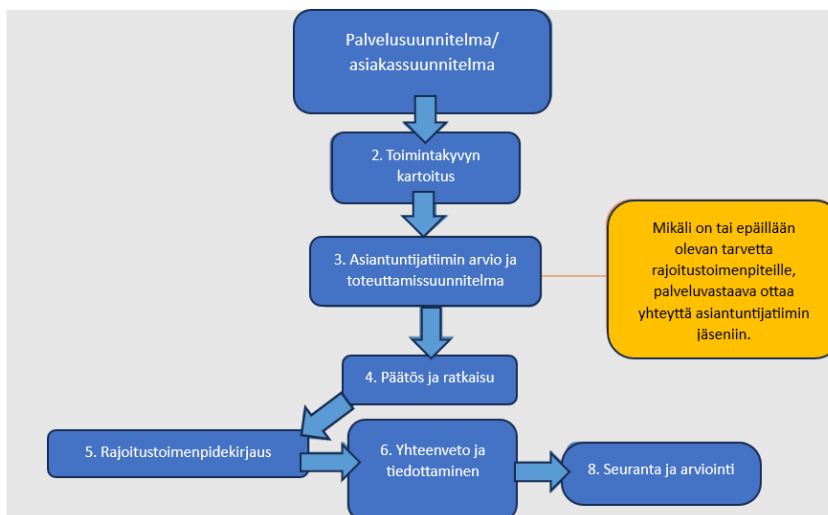 Palvelusuunnitelma/
asiakassuunnitelma
2. Toimintakyvyn
kartoitus
3. Asiantuntijatiimin arvio ja
toteuttamissuunnitelma
Mikäli on tai epäillään
olevan tarvetta
rajoitustoimenpiteille,
palveluvastaava ottaa
yhteyttä asiantuntijatiimin
jäseniin.
4. Päätös ja ratkaisu
5. Rajoitustoimenpidekirjaus
6. Yhteenveto ja
tiedottaminen
8. Seuranta ja arviointi